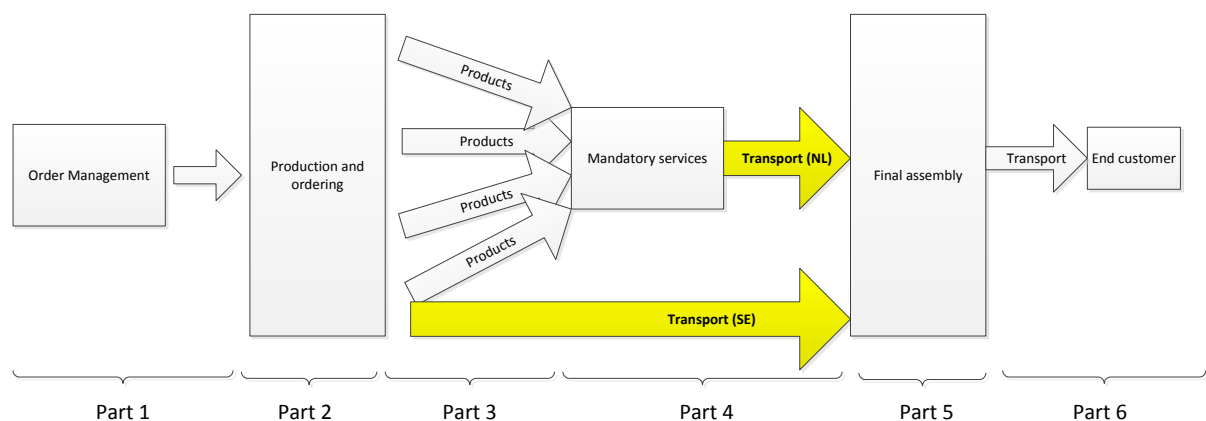 Order Management
Production and
ordering
Products
Products
Products
Products
Mandatory services
Transport (NL)
Transport (SE)
Final assembly
Transport
End customer
Part 1
Part 2
Part 3
Part 4
Part 5
Part 6